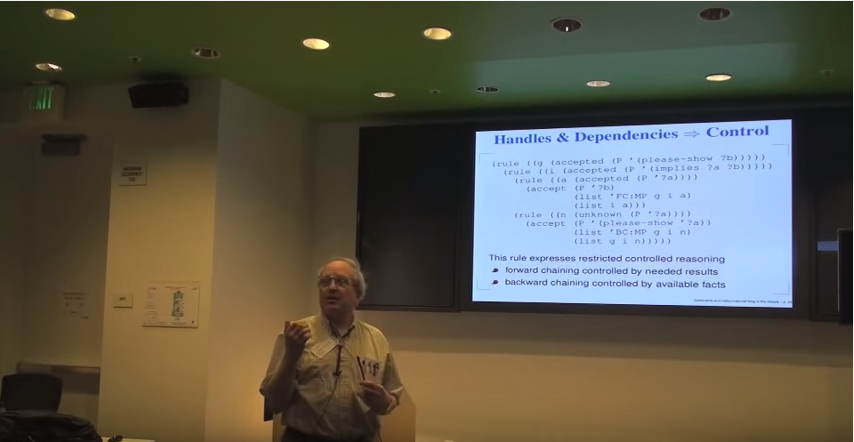 EXIT
Handles & Dependencies ⇒ Control
(rule ((g (accepted (P '(please-show ?b)))))
(rule ((i (accepted (P '(implies ?a ?b)))))
(rule ((a (accepted (P '?a))))
(accept (P '?b)
(list 'FC:MP g i a)
(list i a)))
(rule ((n (unknown (P '?a))))
(accept (P '(please-show '?a))
(list 'BC:MP g i n)
(list g i n)))))
This rule expresses restricted controlled reasoning
forward chaining controlled by needed results
backward chaining controlled by available facts